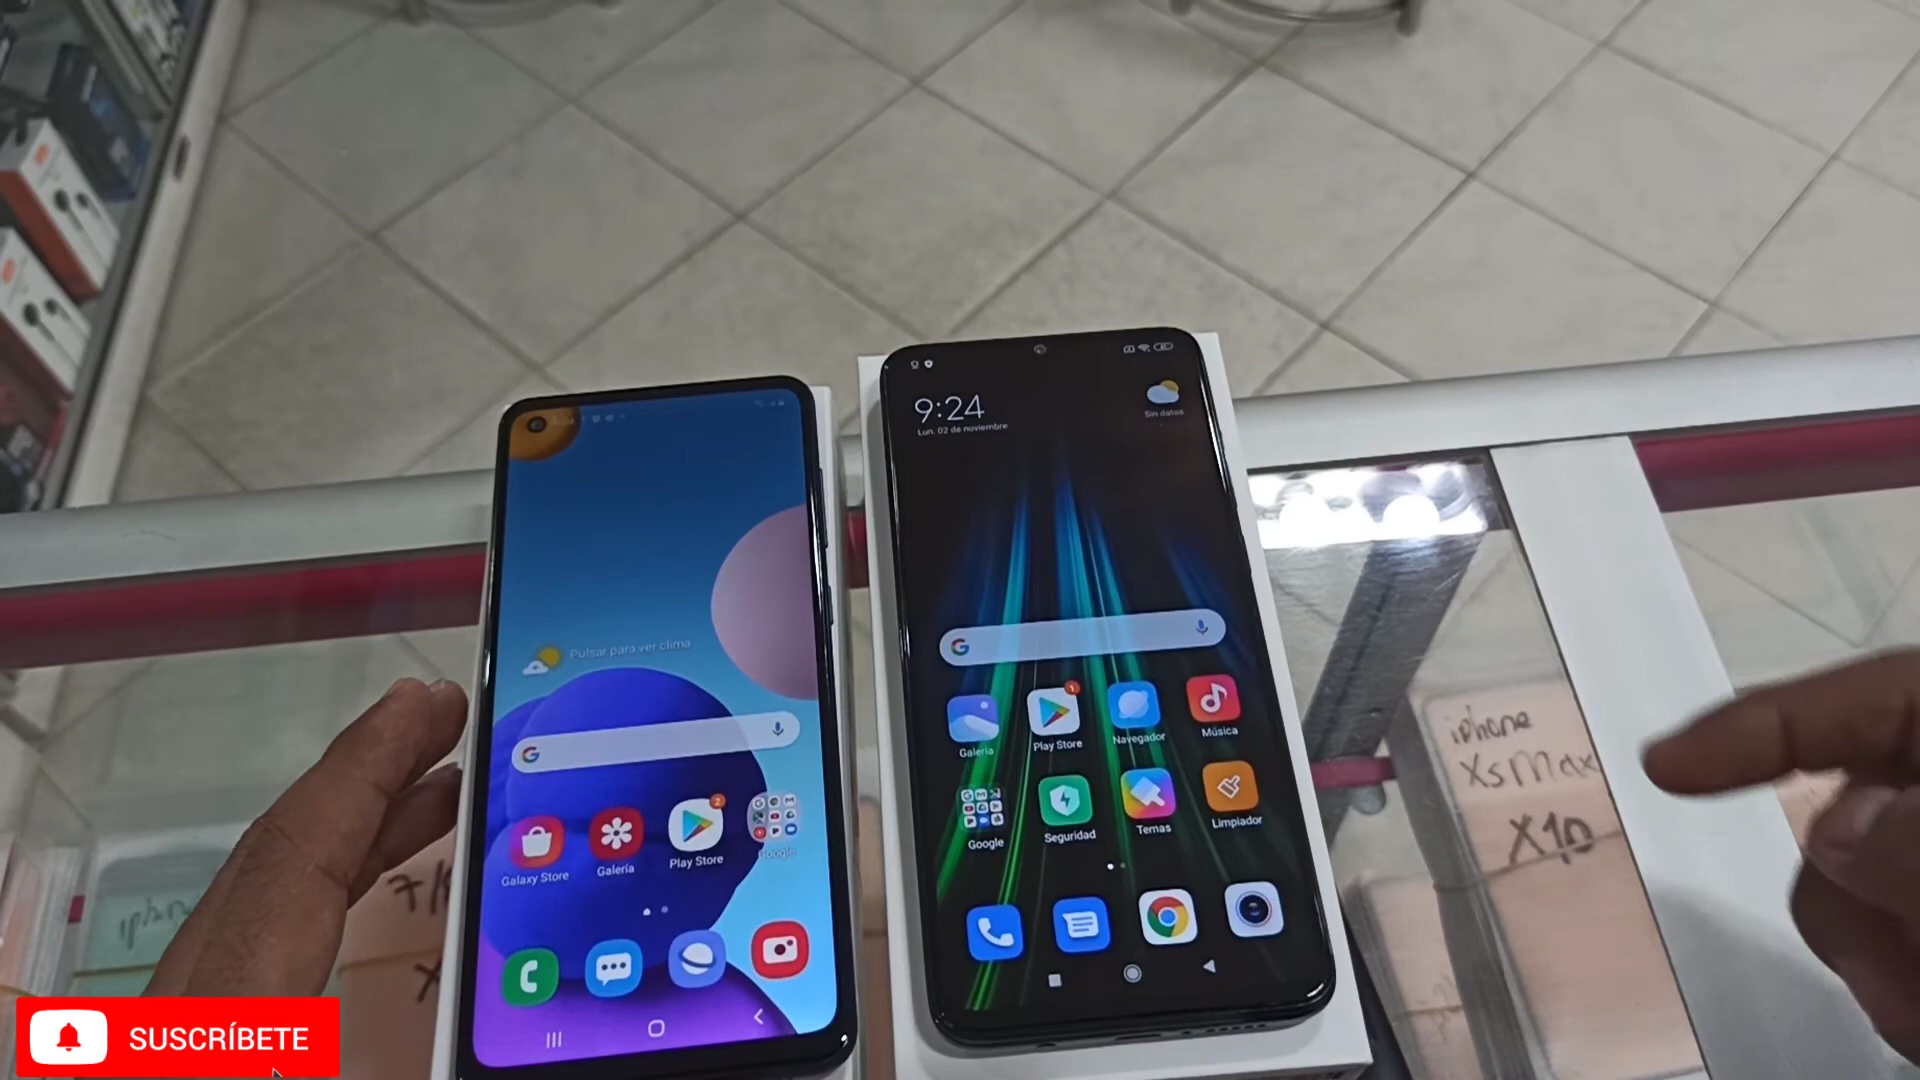 9:24
Lun. 02 de noviembre
Sin datos
Pulsar para ver clima
Galería
Play Store
Navegador
Música
Google
Seguridad
Temas
Limpiador
Galaxy Store
Galería
Play Store
Google
iphone
Xs Max
X10
iphone
SUSCRÍBETE